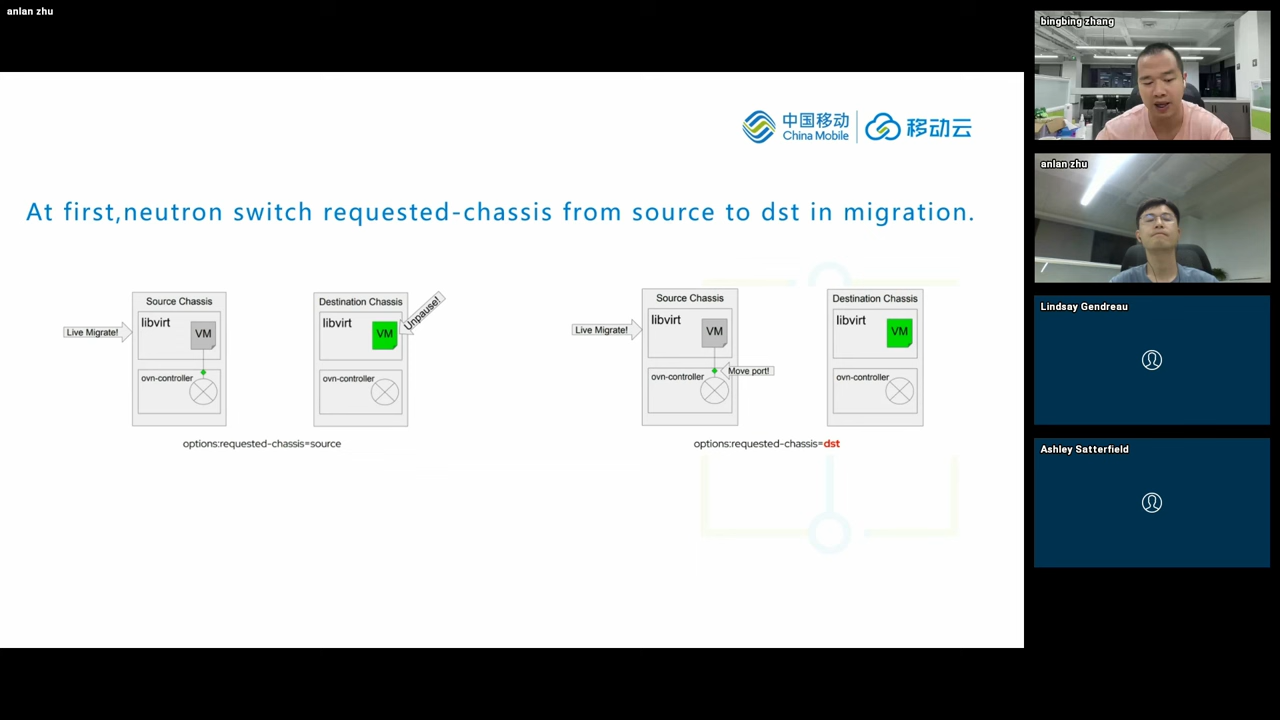 anlan zhu
中国移动
China Mobile
移动云
At first,neutron switch requested-chassis from source to dst in migration.
Source Chassis
libvirt
VM
Live Migrate!
ovn-controller
Destination Chassis
libvirt
VM
Unpause!
ovn-controller
options:requested-chassis=source
Source Chassis
libvirt
VM
Live Migrate!
ovn-controller
Move port!
Destination Chassis
libvirt
VM
ovn-controller
options:requested-chassis=dst
bingbing zhang
anlan zhu
Lindsay Gendreau
Ashley Satterfield